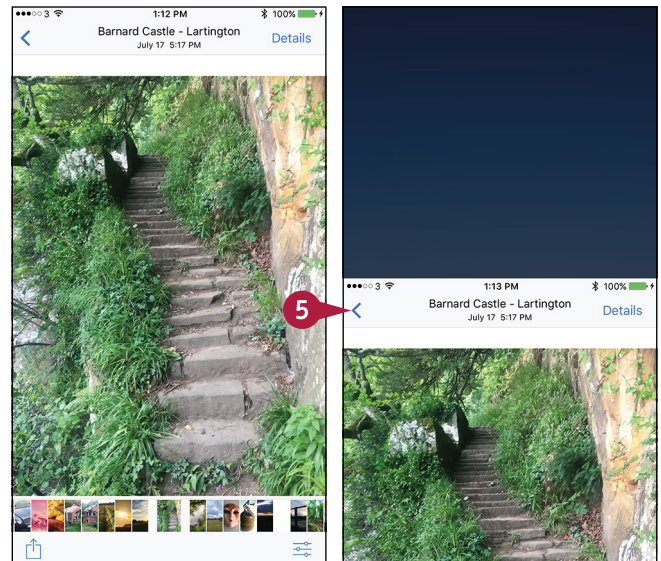 3 1:12 PM 100%
Barnard Castle - Lartington
July 17 5:17 PM
Details
3 1:13 PM 100%
5
Barnard Castle - Lartington
July 17 5:17 PM
Details